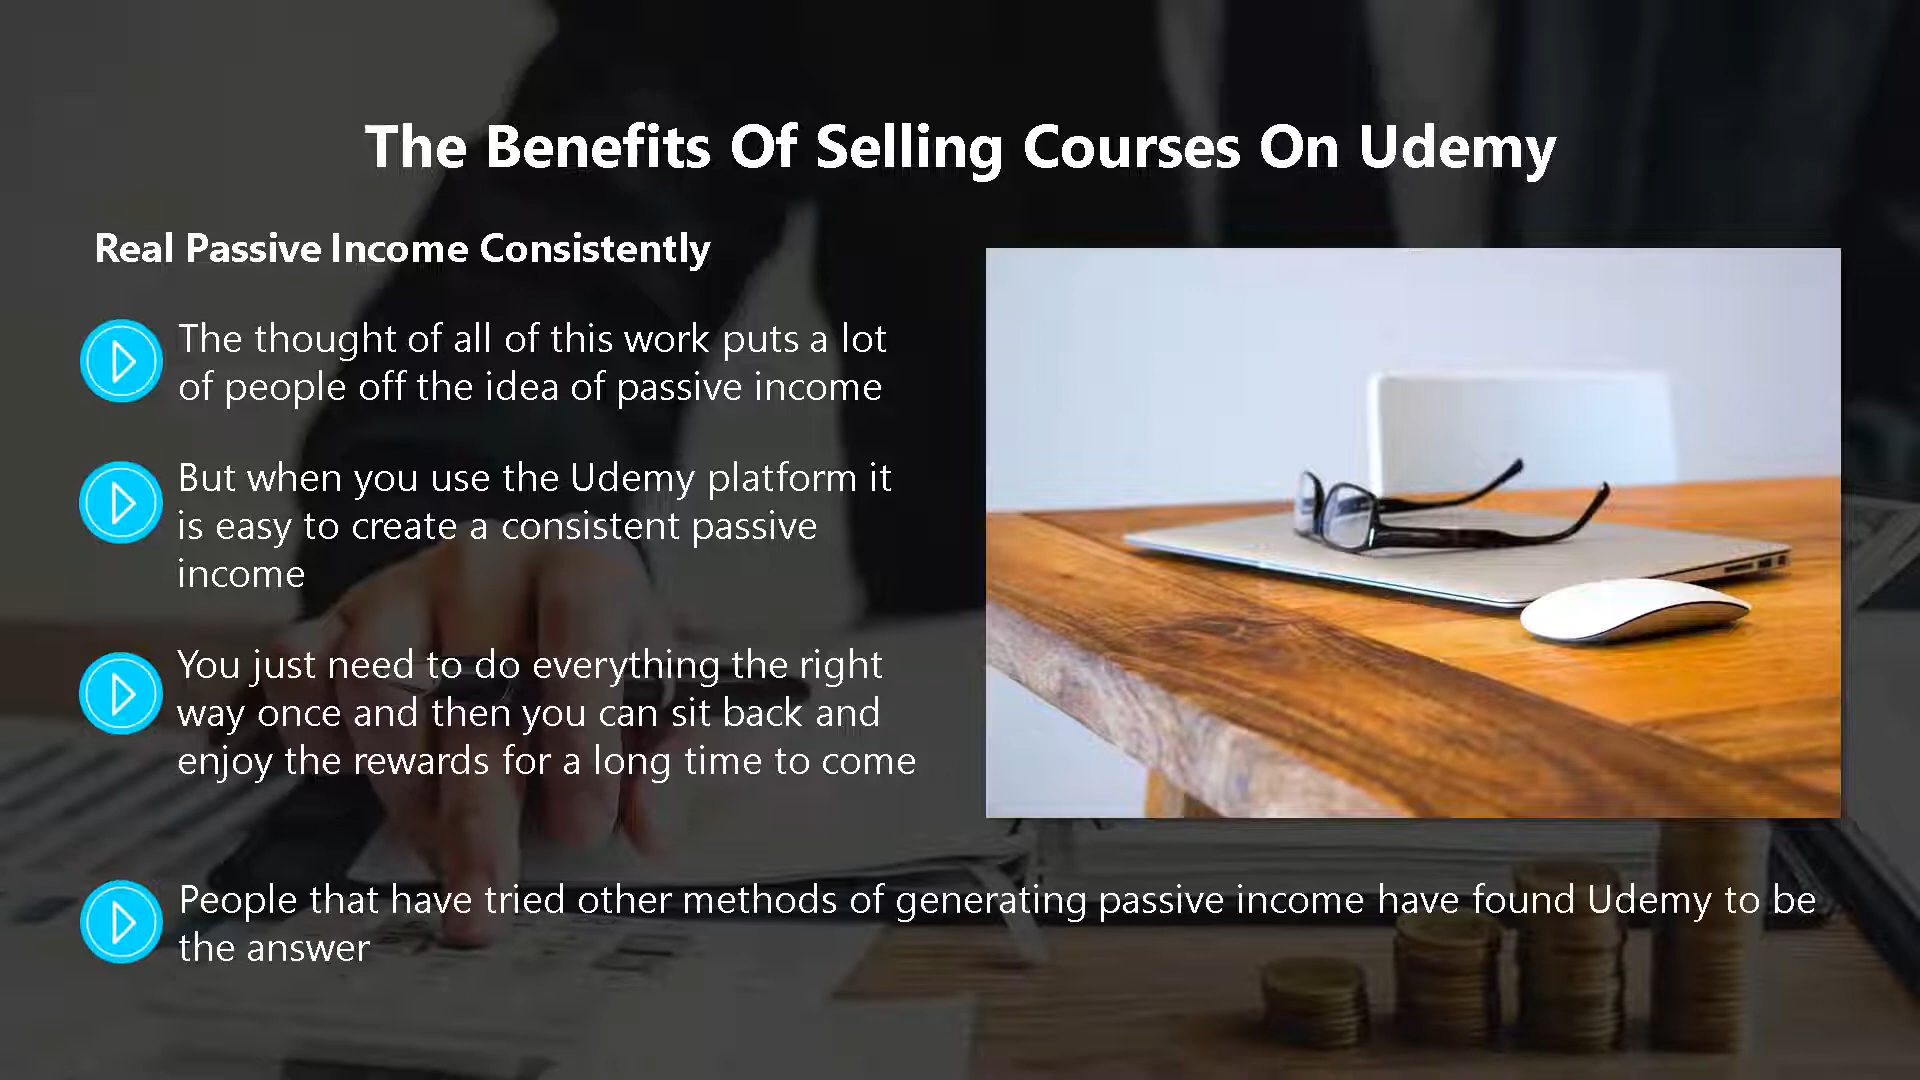 The Benefits Of Selling Courses On Udemy
Real Passive Income Consistently
The thought of all of this work puts a lot
of people off the idea of passive income
But when you use the Udemy platform it
is easy to create a consistent passive
income
You just need to do everything the right
way once and then you can sit back and
enjoy the rewards for a long time to come
People that have tried other methods of generating passive income have found Udemy to be
the answer